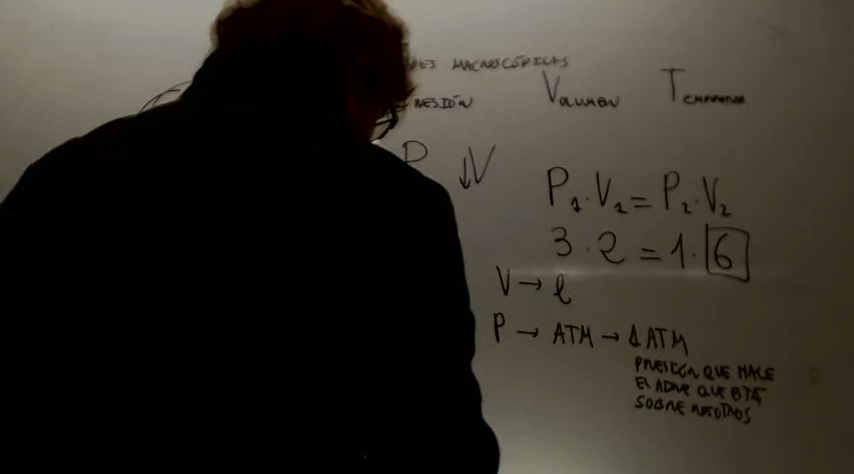 MACROSCÓPICAS
VOLUMEN TEMPERATURA
P ↓V
P₁·V₁=P₂·V₂
3·2=1·6
V→l
P→ATM→1ATM
PRESIÓN QUE HACE
EL AIRE QUE ESTÁ
SOBRE NOSOTROS